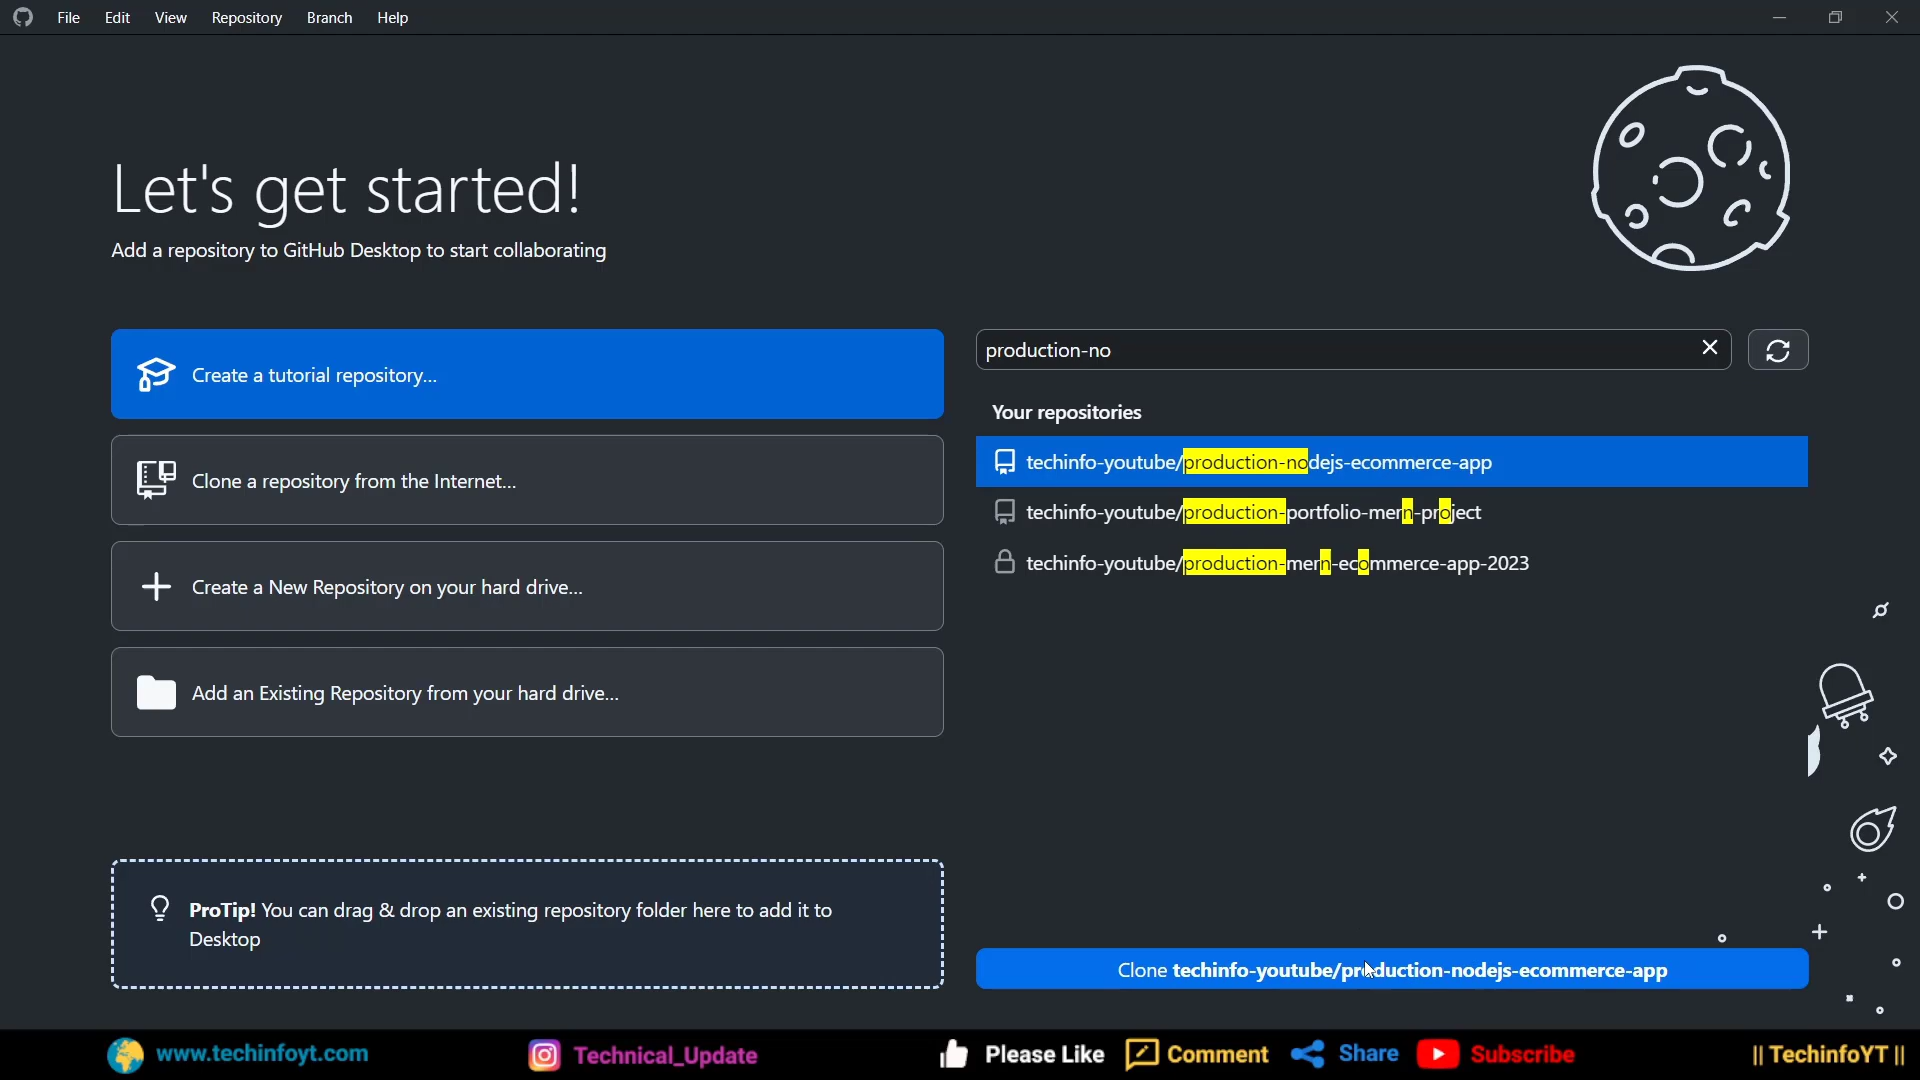 File Edit View Repository Branch Help
Let's get started!
Add a repository to GitHub Desktop to start collaborating
Create a tutorial repository...
Clone a repository from the Internet...
Create a New Repository on your hard drive...
Add an Existing Repository from your hard drive...
ProTip! You can drag & drop an existing repository folder here to add it to
Desktop
production-no
Your repositories
techinfo-youtube/production-nodejs-ecommerce-app
techinfo-youtube/production-portfolio-mern-project
techinfo-youtube/production-mern-ecommerce-app-2023
Clone techinfo-youtube/production-nodejs-ecommerce-app
www.techinfoyt.com Technical_Update Please Like Comment Share Subscribe || TechinfoYT ||